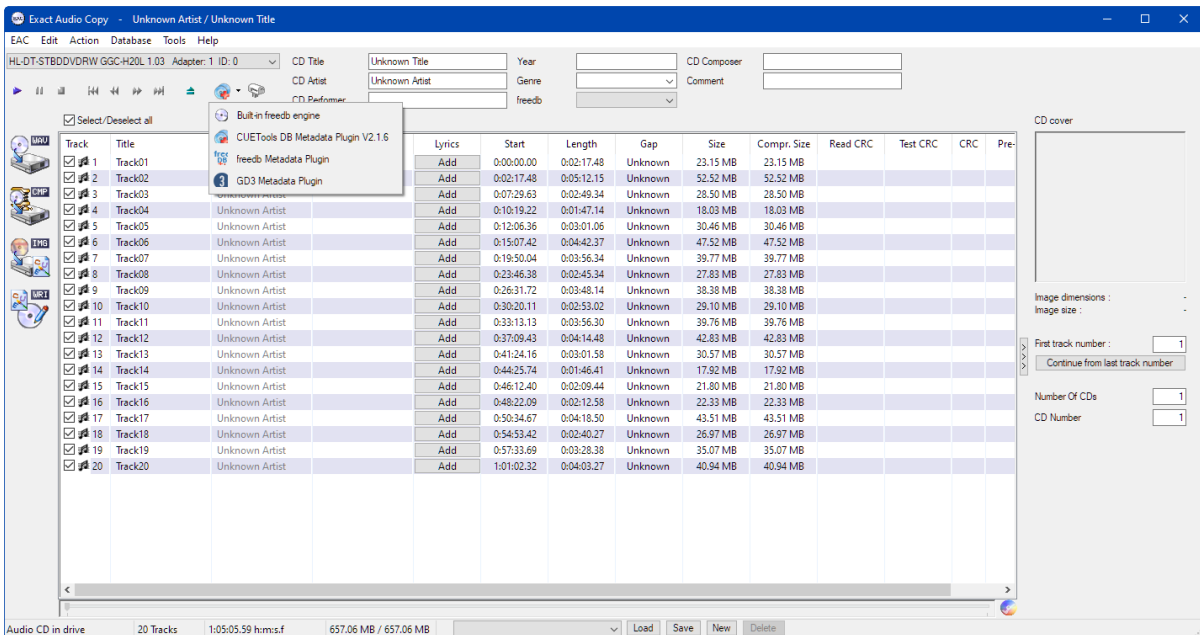 Exact Audio Copy - Unknown Artist / Unknown Title
EAC Edit Action Database Tools Help
HL-DT-STBDDVDRW GGC-H20L 1.03 Adapter: 1 ID: 0
CD Title Unknown Title Year CD Composer
CD Artist Unknown Artist Genre Comment
CD Performer freedb
Built-in freedb engine
CUETools DB Metadata Plugin V2.1.6
freedb Metadata Plugin
GD3 Metadata Plugin
Select/Deselect all CD cover
Track Title Lyrics Start Length Gap Size Compr. Size Read CRC Test CRC CRC Pre-
1 Track01 Add 0:00:00.00 0:02:17.48 Unknown 23.15 MB 23.15 MB
2 Track02 Add 0:02:17.48 0:05:12.15 Unknown 52.52 MB 52.52 MB
3 Track03 Unknown Artist Add 0:07:29.63 0:02:49.34 Unknown 28.50 MB 28.50 MB
4 Track04 Unknown Artist Add 0:10:19.22 0:01:47.14 Unknown 18.03 MB 18.03 MB
5 Track05 Unknown Artist Add 0:12:06.36 0:03:01.06 Unknown 30.46 MB 30.46 MB
6 Track06 Unknown Artist Add 0:15:07.42 0:04:42.37 Unknown 47.52 MB 47.52 MB
7 Track07 Unknown Artist Add 0:19:50.04 0:03:56.34 Unknown 39.77 MB 39.77 MB
8 Track08 Unknown Artist Add 0:23:46.38 0:02:45.34 Unknown 27.83 MB 27.83 MB
9 Track09 Unknown Artist Add 0:26:31.72 0:03:48.14 Unknown 38.38 MB 38.38 MB
10 Track10 Unknown Artist Add 0:30:20.11 0:02:53.02 Unknown 29.10 MB 29.10 MB
11 Track11 Unknown Artist Add 0:33:13.13 0:03:56.30 Unknown 39.76 MB 39.76 MB
12 Track12 Unknown Artist Add 0:37:09.43 0:04:14.48 Unknown 42.83 MB 42.83 MB
13 Track13 Unknown Artist Add 0:41:24.16 0:03:01.58 Unknown 30.57 MB 30.57 MB
14 Track14 Unknown Artist Add 0:44:25.74 0:01:46.41 Unknown 17.92 MB 17.92 MB
15 Track15 Unknown Artist Add 0:46:12.40 0:02:09.44 Unknown 21.80 MB 21.80 MB
16 Track16 Unknown Artist Add 0:48:22.09 0:02:12.58 Unknown 22.33 MB 22.33 MB
17 Track17 Unknown Artist Add 0:50:34.67 0:04:18.50 Unknown 43.51 MB 43.51 MB
18 Track18 Unknown Artist Add 0:54:53.42 0:02:40.27 Unknown 26.97 MB 26.97 MB
19 Track19 Unknown Artist Add 0:57:33.69 0:03:28.38 Unknown 35.07 MB 35.07 MB
20 Track20 Unknown Artist Add 1:01:02.32 0:04:03.27 Unknown 40.94 MB 40.94 MB
WAV
CMP
IMG
WRI
Image dimensions : -
Image size : -
First track number : 1
Continue from last track number
Number Of CDs 1
CD Number 1
Audio CD in drive 20 Tracks 1:05:05.59 h:m:s.f 657.06 MB / 657.06 MB Load Save New Delete